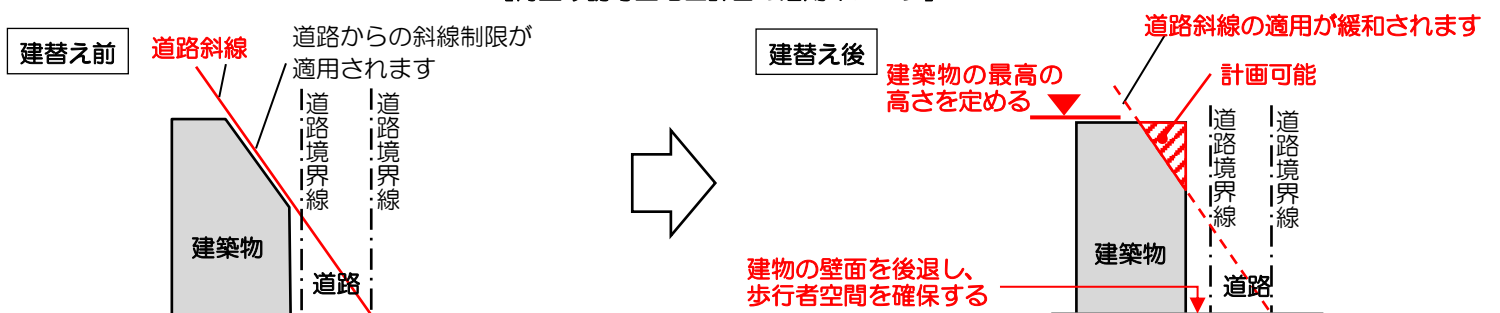 建替え前
道路斜線
道路からの斜線制限が
適用されます
道路境界線
道路境界線
建築物
道路
建替え後
道路斜線の適用が緩和されます
建築物の最高の
高さを定める
計画可能
道路境界線
道路境界線
建築物
道路
建物の壁面を後退し、
歩行者空間を確保する